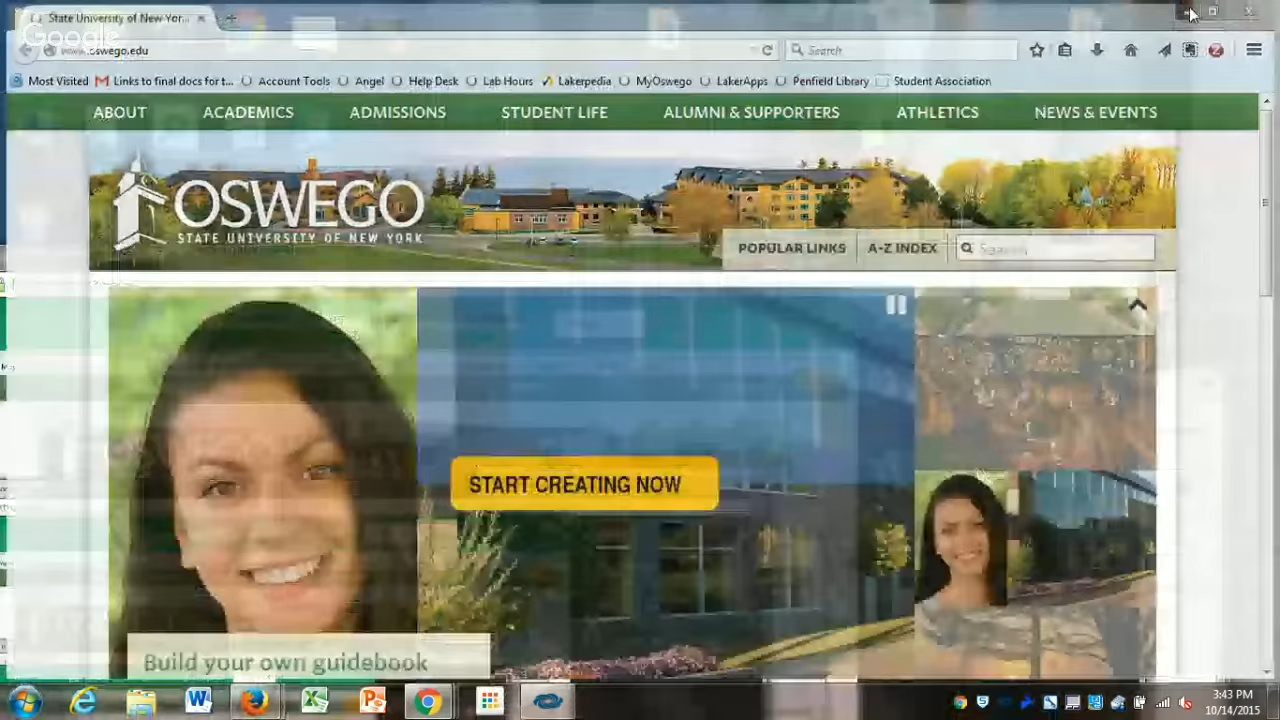 State University of New Yor...
Google
www.oswego.edu
Search
Most Visited Links to final docs for t... Account Tools Angel Help Desk Lab Hours Lakerpedia MyOswego LakerApps Penfield Library Student Association
ABOUT ACADEMICS ADMISSIONS STUDENT LIFE ALUMNI & SUPPORTERS ATHLETICS NEWS & EVENTS
OSWEGO
STATE UNIVERSITY OF NEW YORK
POPULAR LINKS A-Z INDEX Search
START CREATING NOW
Build your own guidebook
3:43 PM
10/14/2015